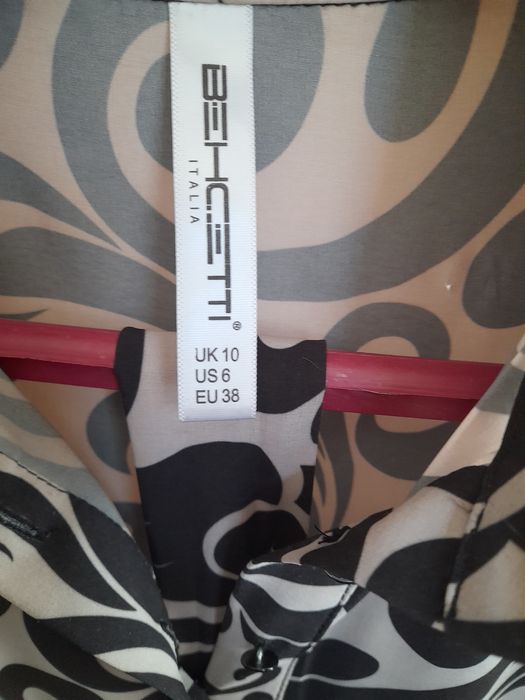 BEHCETTI
ITALIA
®
UK 10
US 6
EU 38